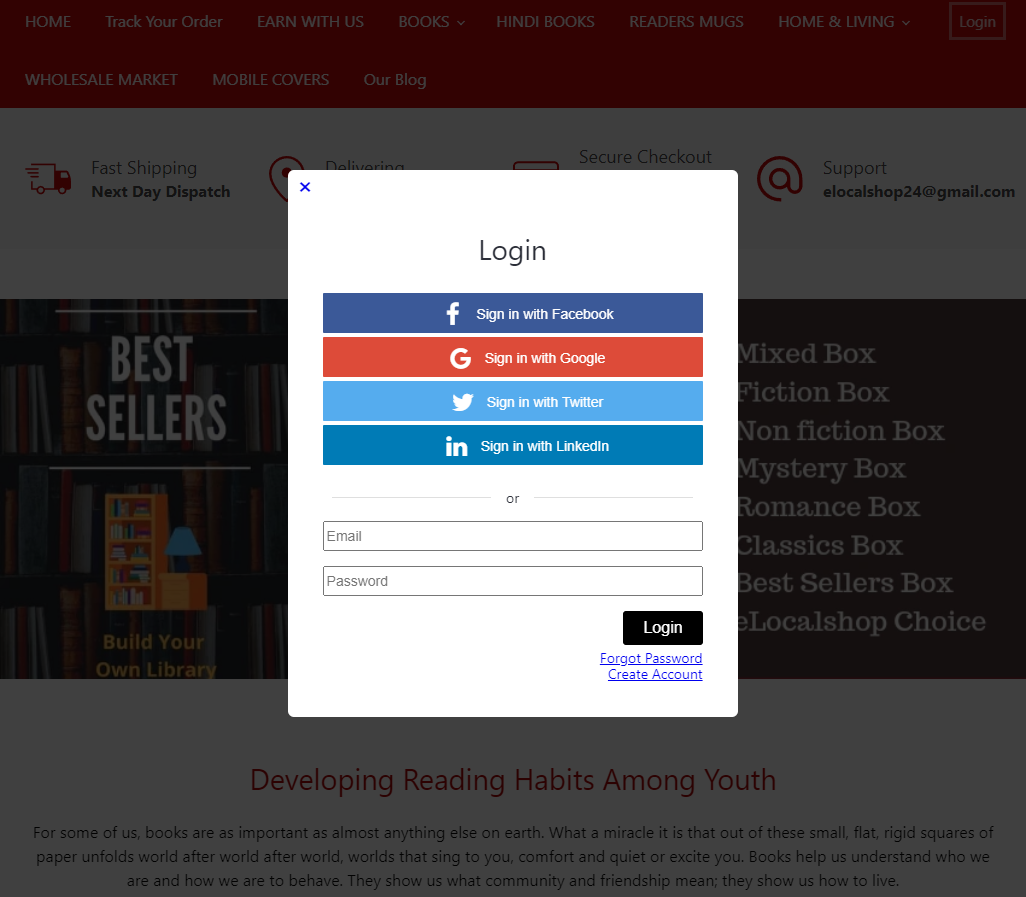 HOME Track Your Order EARN WITH US BOOKS HINDI BOOKS READERS MUGS HOME & LIVING Login
WHOLESALE MARKET MOBILE COVERS Our Blog
Fast Shipping
Next Day Dispatch
Delivering
Secure Checkout
Support
elocalshop24@gmail.com
Login
Sign in with Facebook
Sign in with Google
Sign in with Twitter
Sign in with LinkedIn
or
Email
Password
Login
Forgot Password
Create Account
BEST
SELLERS
Build Your
Own Library
Mixed Box
Fiction Box
Non fiction Box
Mystery Box
Romance Box
Classics Box
Best Sellers Box
eLocalshop Choice
Developing Reading Habits Among Youth
For some of us, books are as important as almost anything else on earth. What a miracle it is that out of these small, flat, rigid squares of
paper unfolds world after world after world, worlds that sing to you, comfort and quiet or excite you. Books help us understand who we
are and how we are to behave. They show us what community and friendship mean; they show us how to live.